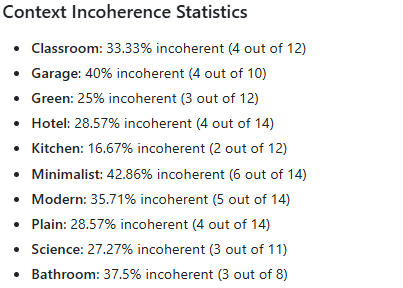 Context Incoherence Statistics
• Classroom: 33.33% incoherent (4 out of 12)
• Garage: 40% incoherent (4 out of 10)
• Green: 25% incoherent (3 out of 12)
• Hotel: 28.57% incoherent (4 out of 14)
• Kitchen: 16.67% incoherent (2 out of 12)
• Minimalist: 42.86% incoherent (6 out of 14)
• Modern: 35.71% incoherent (5 out of 14)
• Plain: 28.57% incoherent (4 out of 14)
• Science: 27.27% incoherent (3 out of 11)
• Bathroom: 37.5% incoherent (3 out of 8)